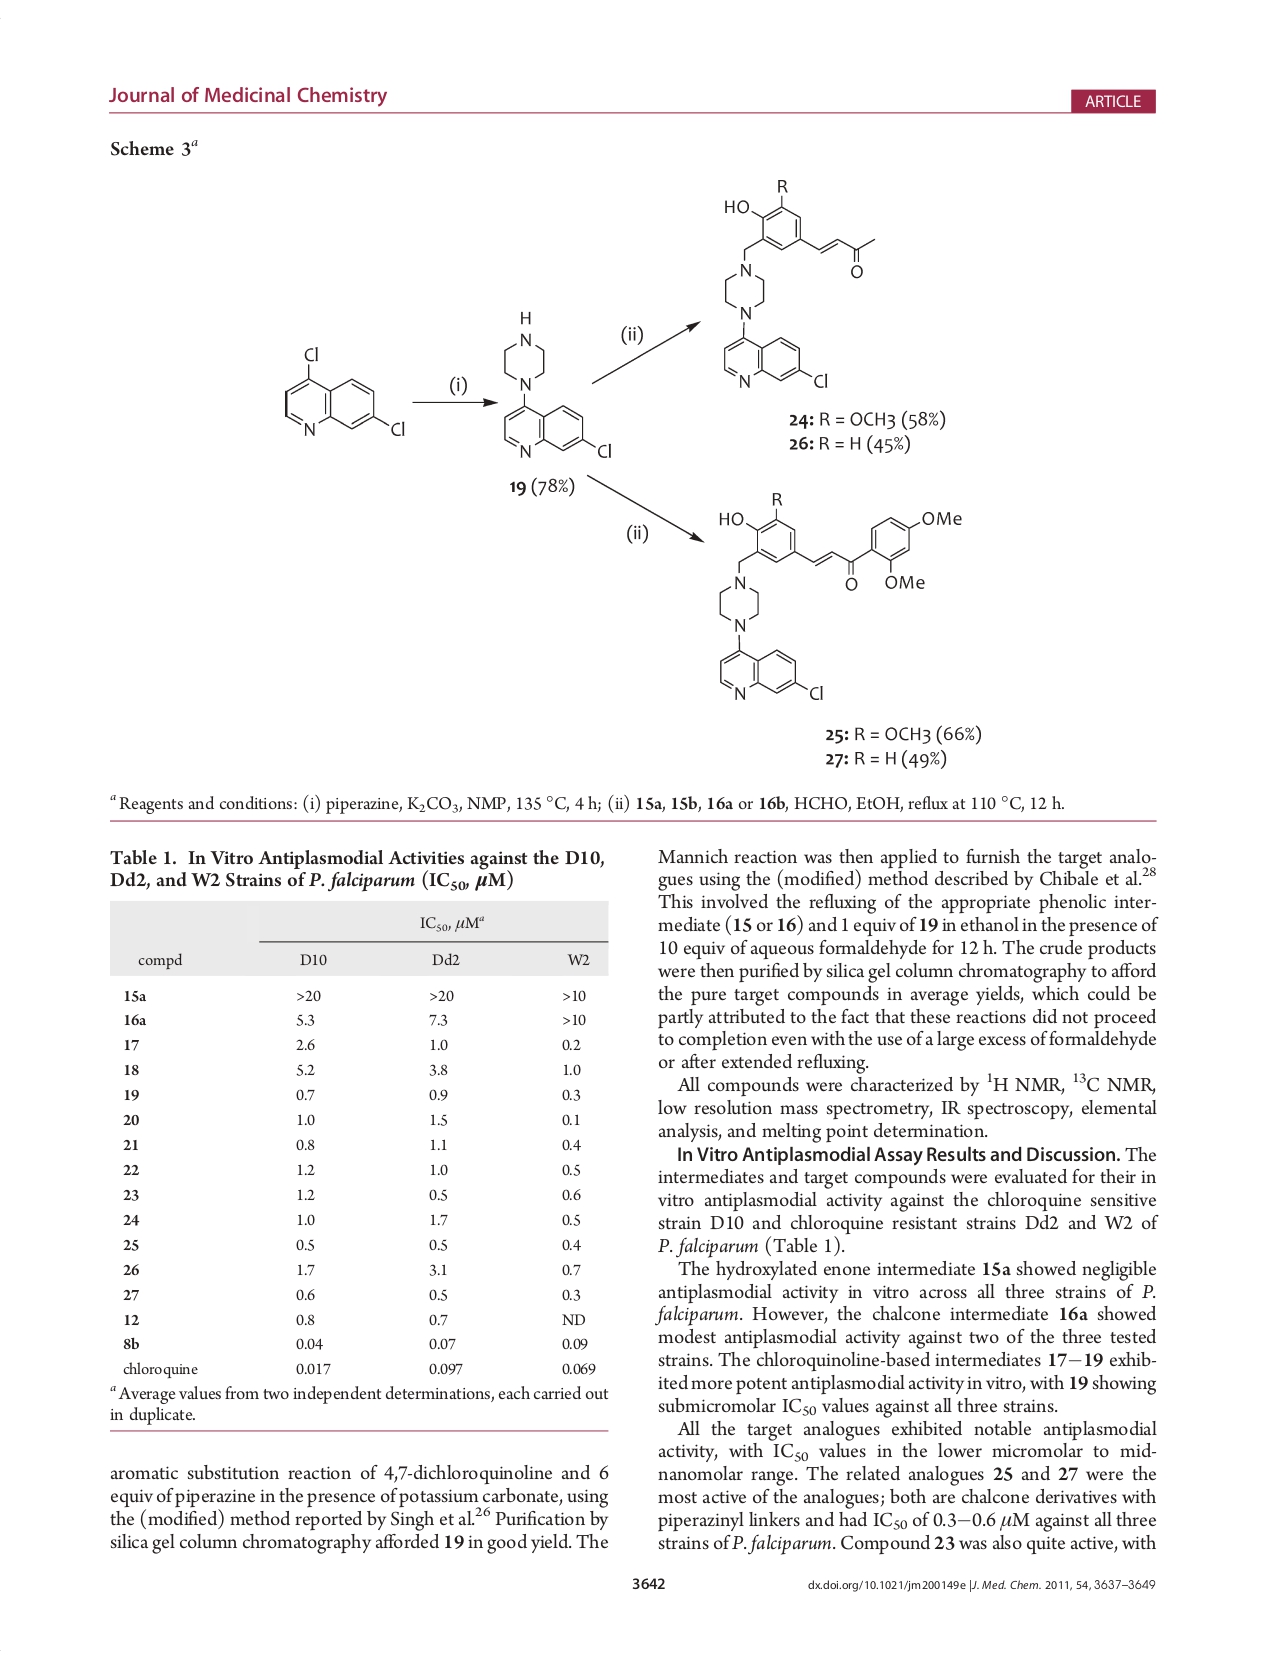 Journal of Medicinal Chemistry
ARTICLE
Scheme 3a
R
HO
O
N
N
N
Cl
24: R = OCH3 (58%)
26: R = H (45%)
Cl
N
Cl
(i)
H
N
N
N
Cl
19 (78%)
(ii)
(ii)
R
HO
OMe
O
OMe
N
N
N
Cl
25: R = OCH3 (66%)
27: R = H (49%)
a Reagents and conditions: (i) piperazine, K2CO3, NMP, 135 °C, 4 h; (ii) 15a, 15b, 16a or 16b, HCHO, EtOH, reflux at 110 °C, 12 h.
Table 1. In Vitro Antiplasmodial Activities against the D10,
Dd2, and W2 Strains of P. falciparum (IC50, μM)
IC50, μMa
compd D10 Dd2 W2
15a >20 >20 >10
16a 5.3 7.3 >10
17 2.6 1.0 0.2
18 5.2 3.8 1.0
19 0.7 0.9 0.3
20 1.0 1.5 0.1
21 0.8 1.1 0.4
22 1.2 1.0 0.5
23 1.2 0.5 0.6
24 1.0 1.7 0.5
25 0.5 0.5 0.4
26 1.7 3.1 0.7
27 0.6 0.5 0.3
12 0.8 0.7 ND
8b 0.04 0.07 0.09
chloroquine 0.017 0.097 0.069
a Average values from two independent determinations, each carried out
in duplicate.
aromatic substitution reaction of 4,7-dichloroquinoline and 6
equiv of piperazine in the presence of potassium carbonate, using
the (modified) method reported by Singh et al.26 Purification by
silica gel column chromatography afforded 19 in good yield. The
Mannich reaction was then applied to furnish the target analo-
gues using the (modified) method described by Chibale et al.28
This involved the refluxing of the appropriate phenolic inter-
mediate (15 or 16) and 1 equiv of 19 in ethanol in the presence of
10 equiv of aqueous formaldehyde for 12 h. The crude products
were then purified by silica gel column chromatography to afford
the pure target compounds in average yields, which could be
partly attributed to the fact that these reactions did not proceed
to completion even with the use of a large excess of formaldehyde
or after extended refluxing.
All compounds were characterized by 1H NMR, 13C NMR,
low resolution mass spectrometry, IR spectroscopy, elemental
analysis, and melting point determination.
In Vitro Antiplasmodial Assay Results and Discussion. The
intermediates and target compounds were evaluated for their in
vitro antiplasmodial activity against the chloroquine sensitive
strain D10 and chloroquine resistant strains Dd2 and W2 of
P. falciparum (Table 1).
The hydroxylated enone intermediate 15a showed negligible
antiplasmodial activity in vitro across all three strains of P.
falciparum. However, the chalcone intermediate 16a showed
modest antiplasmodial activity against two of the three tested
strains. The chloroquinoline-based intermediates 17−19 exhib-
ited more potent antiplasmodial activity in vitro, with 19 showing
submicromolar IC50 values against all three strains.
All the target analogues exhibited notable antiplasmodial
activity, with IC50 values in the lower micromolar to mid-
nanomolar range. The related analogues 25 and 27 were the
most active of the analogues; both are chalcone derivatives with
piperazinyl linkers and had IC50 of 0.3−0.6 μM against all three
strains of P. falciparum. Compound 23 was also quite active, with
3642
dx.doi.org/10.1021/jm200149e |J. Med. Chem. 2011, 54, 3637–3649